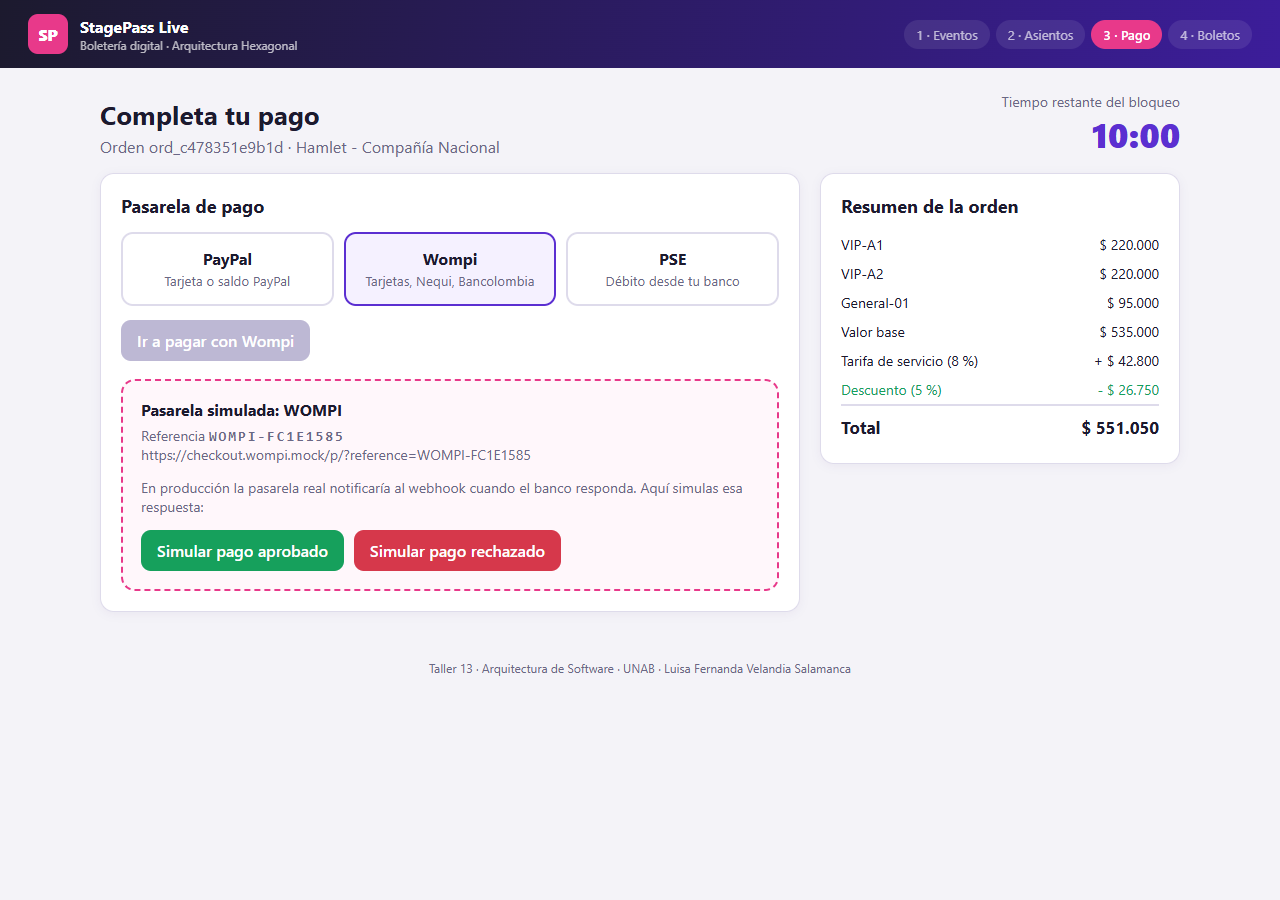 SP
StagePass Live
Boletería digital · Arquitectura Hexagonal
1 · Eventos
2 · Asientos
3 · Pago
4 · Boletos
Completa tu pago
Orden ord_c478351e9b1d · Hamlet - Compañía Nacional
Tiempo restante del bloqueo
10:00
Pasarela de pago
PayPal
Tarjeta o saldo PayPal
Wompi
Tarjetas, Nequi, Bancolombia
PSE
Débito desde tu banco
Ir a pagar con Wompi
Pasarela simulada: WOMPI
Referencia WOMPI-FC1E1585
https://checkout.wompi.mock/p/?reference=WOMPI-FC1E1585
En producción la pasarela real notificaría al webhook cuando el banco responda. Aquí simulas esa
respuesta:
Simular pago aprobado
Simular pago rechazado
Resumen de la orden
VIP-A1 $ 220.000
VIP-A2 $ 220.000
General-01 $ 95.000
Valor base $ 535.000
Tarifa de servicio (8 %) + $ 42.800
Descuento (5 %) - $ 26.750
Total $ 551.050
Taller 13 · Arquitectura de Software · UNAB · Luisa Fernanda Velandia Salamanca